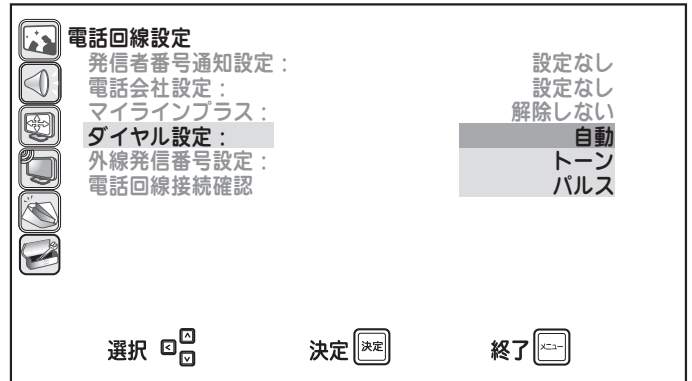 電話回線設定
発信者番号通知設定： 設定なし
電話会社設定： 設定なし
マイラインプラス： 解除しない
ダイヤル設定： 自動
外線発信番号設定： トーン
電話回線接続確認 パルス
選択 決定 決定 終了 メニュー